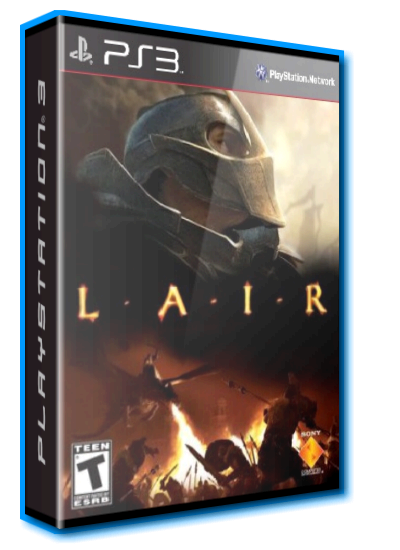 PS3
PlayStation.Network
PLAYSTATION 3
L·A·I·R
TEEN
T
ESRB
SONY